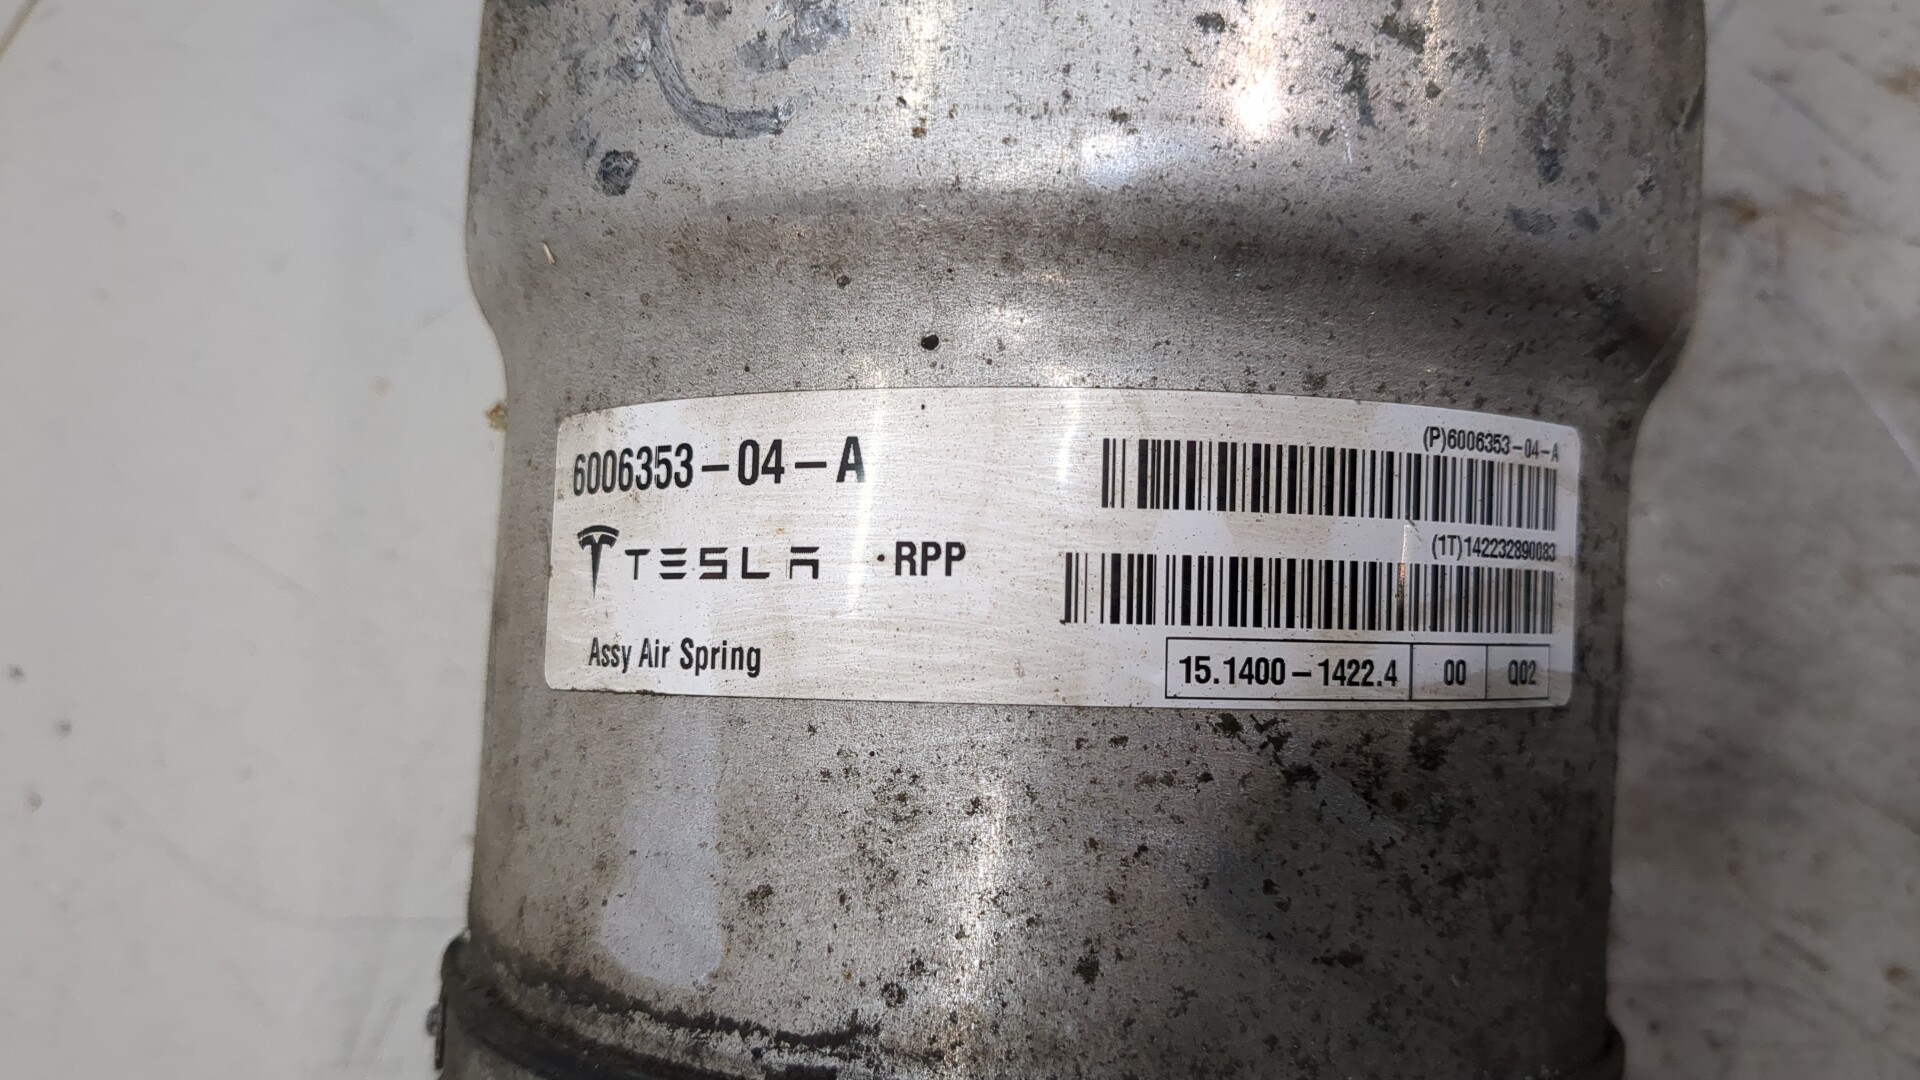 6006353-04-A
(P)6006353-04-A
TESLA
RPP
(1T)142232890083
Assy Air Spring
15.1400-1422.4 00 Q02